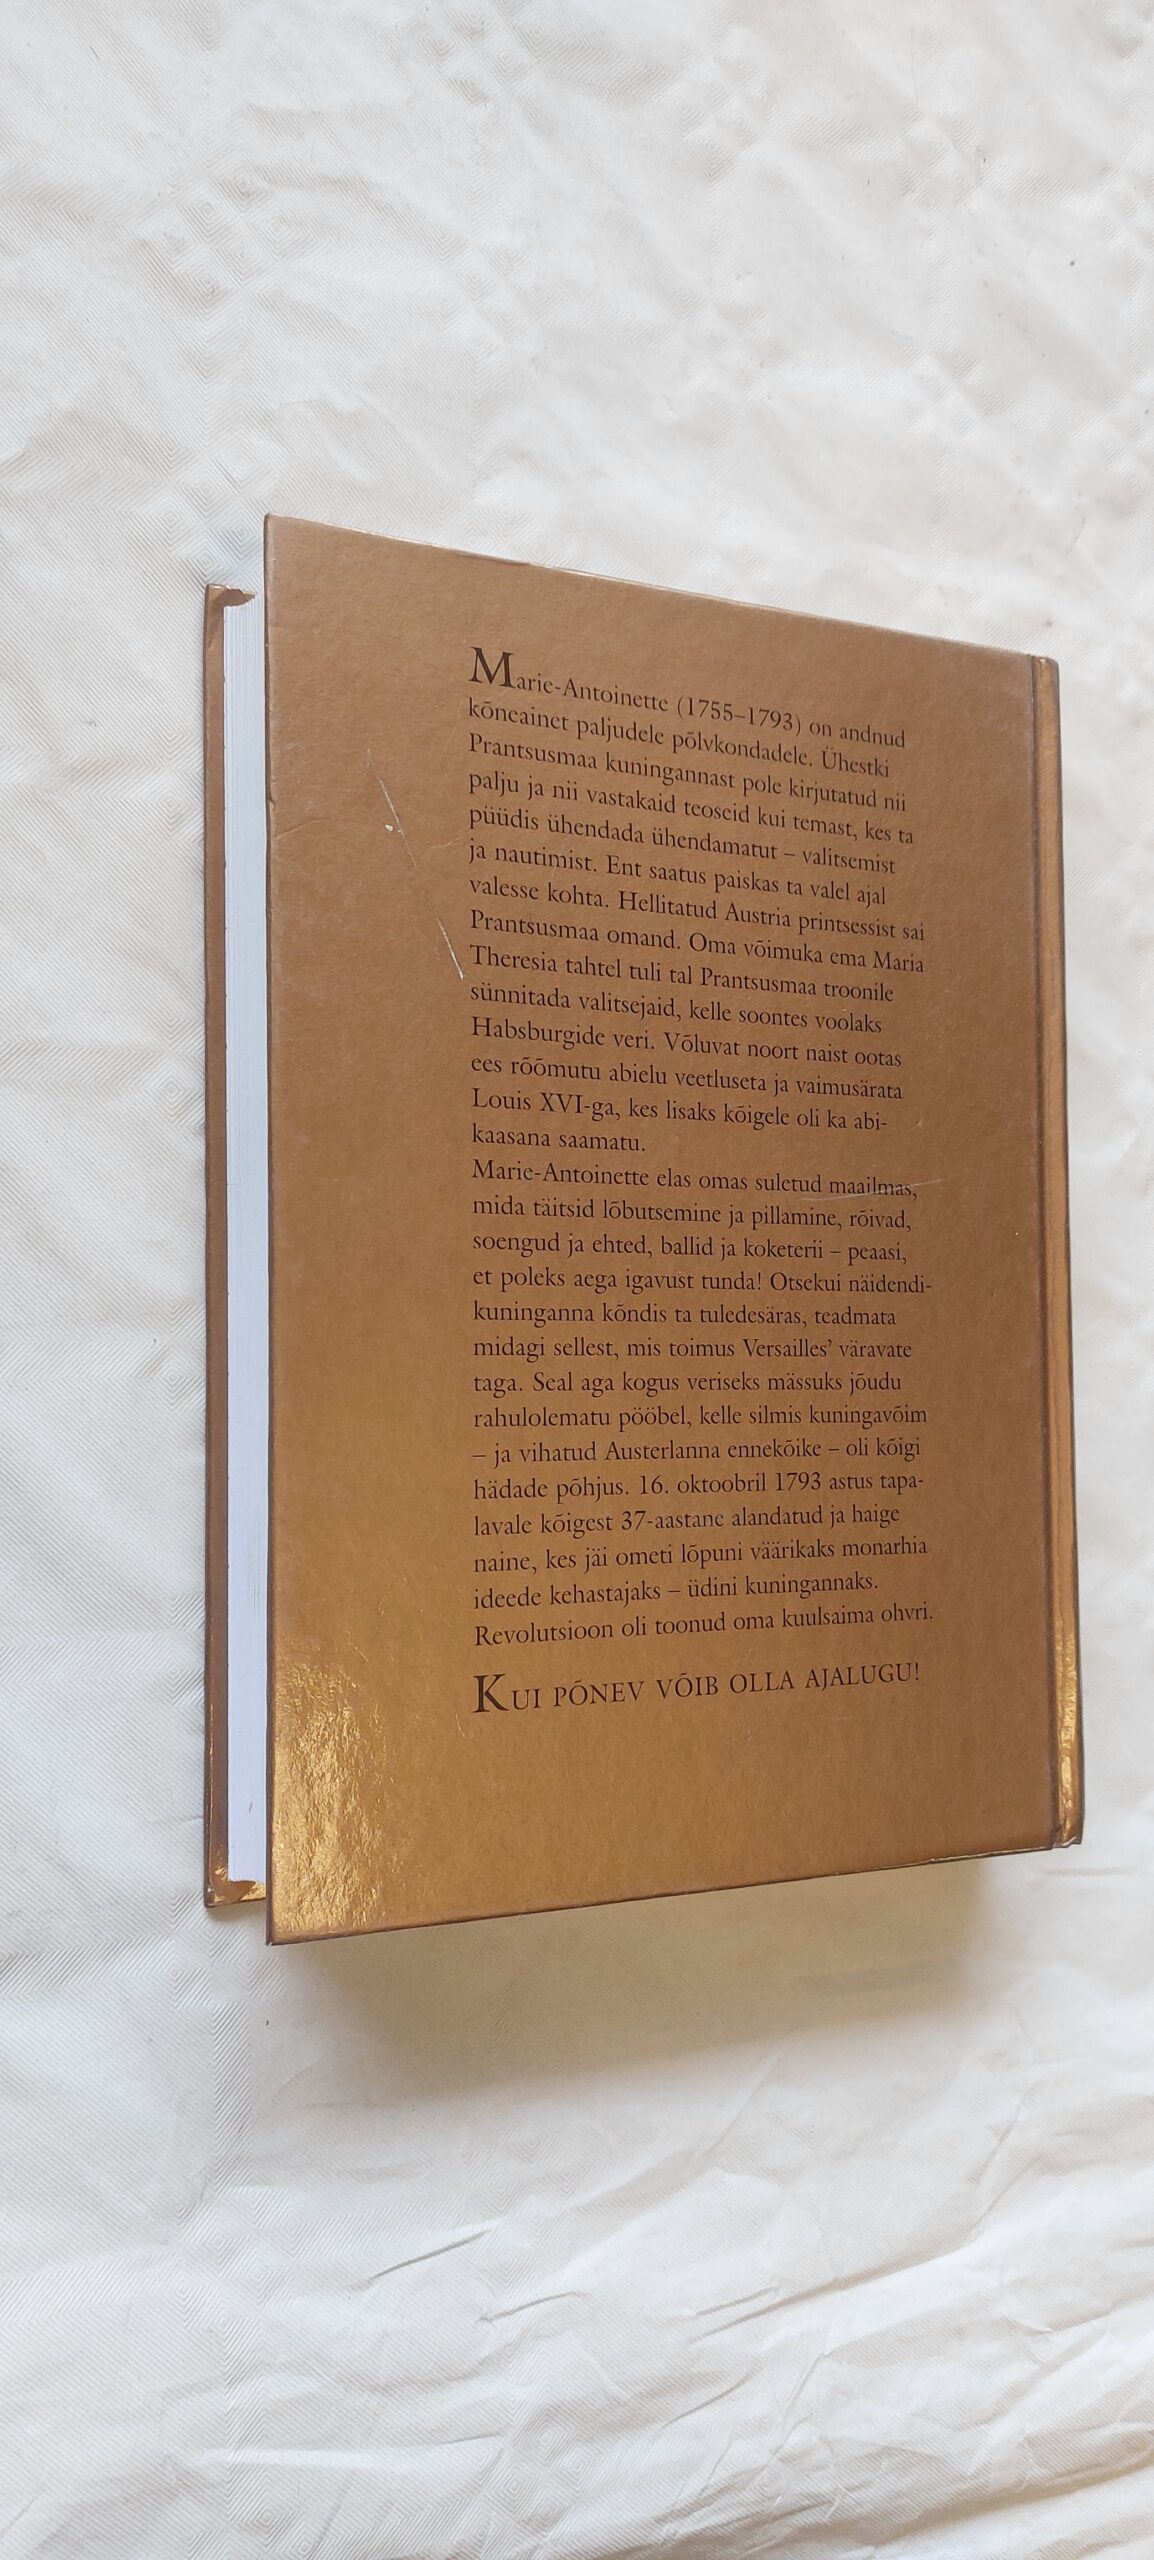 Marie-Antoinette (1755–1793) on andnud
kõneainet paljudele põlvkondadele. Ühestki
Prantsusmaa kuningannast pole kirjutatud nii
palju ja nii vastakaid teoseid kui temast, kes ta
püüdis ühendada ühendamatut – valitsemist
ja nautimist. Ent saatus paiskas ta valel ajal
valesse kohta. Hellitatud Austria printsessist sai
Prantsusmaa omand. Oma võimuka ema Maria
Theresia tahtel tuli tal Prantsusmaa troonile
sünnitada valitsejaid, kelle soontes voolaks
Habsburgide veri. Võluvat noort naist ootas
ees rõõmutu abielu veetluseta ja vaimusärata
Louis XVI-ga, kes lisaks kõigele oli ka abi-
kaasana saamatu.
Marie-Antoinette elas omas suletud maailmas,
mida täitsid lõbutsemine ja pillamine, rõivad,
soengud ja ehted, ballid ja koketerii – peaasi,
et poleks aega igavust tunda! Otsekui näidendi-
kuninganna kõndis ta tuledesäras, teadmata
midagi sellest, mis toimus Versailles’ väravate
taga. Seal aga kogus veriseks mässuks jõudu
rahulolematu pööbel, kelle silmis kuningavõim
– ja vihatud Austerlanna ennekõike – oli kõigi
hädade põhjus. 16. oktoobril 1793 astus tapa-
lavale kõigest 37-aastane alandatud ja haige
naine, kes jäi ometi lõpuni väärikaks monarhia
ideede kehastajaks – üdini kuningannaks.
Revolutsioon oli toonud oma kuulsaima ohvri.
KUI PÕNEV VÕIB OLLA AJALUGU!